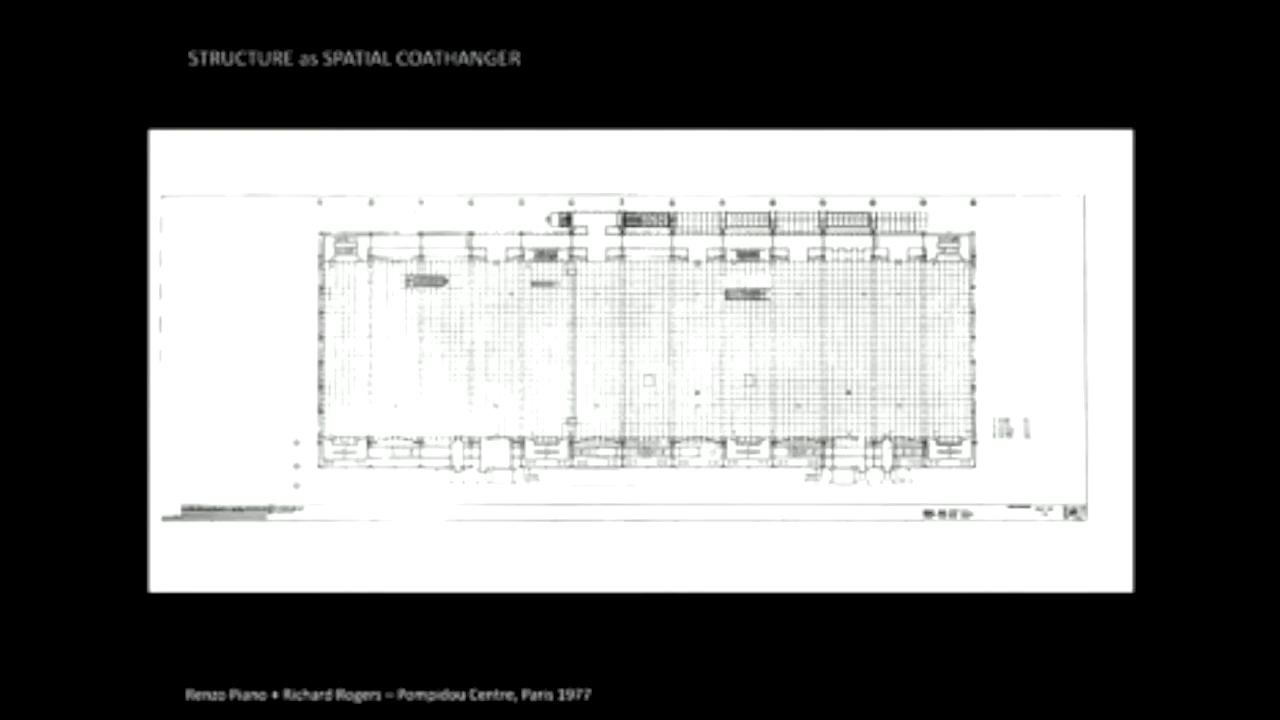 STRUCTURE as SPATIAL COATHANGER
Renzo Piano + Richard Rogers – Pompidou Centre, Paris 1977